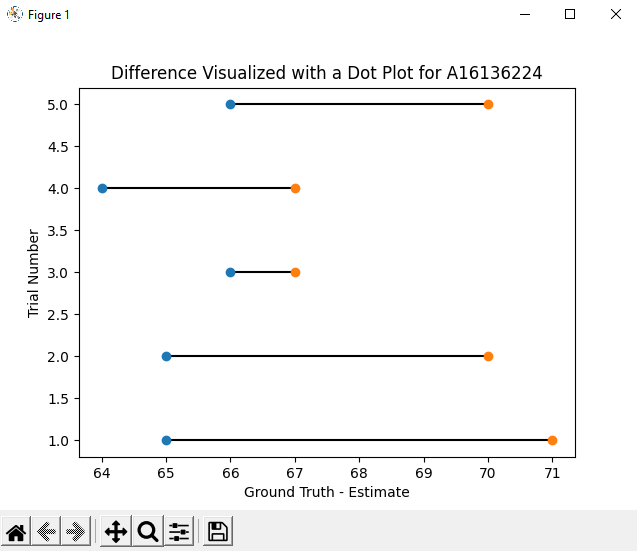 Figure 1
Difference Visualized with a Dot Plot for A16136224
Trial Number
5.0
4.5
4.0
3.5
3.0
2.5
2.0
1.5
1.0
64 65 66 67 68 69 70 71
Ground Truth - Estimate